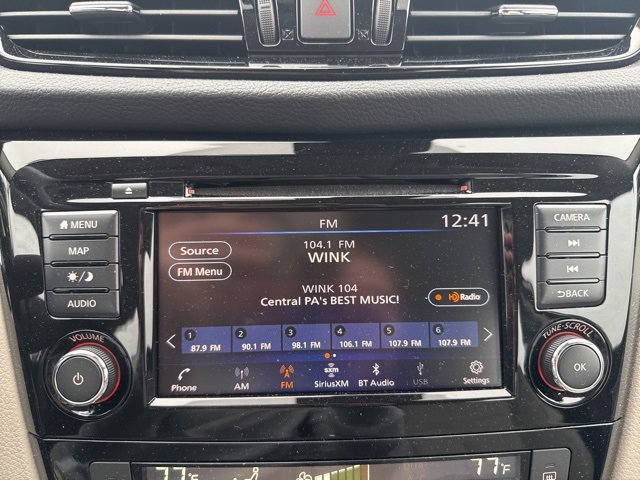 FM
12:41
MENU
CAMERA
Source
104.1 FM
WINK
MAP
FM Menu
WINK 104
Central PA's BEST MUSIC!
HD Radio
BACK
AUDIO
1 2 3 4 5 6
87.9 FM 90.1 FM 98.1 FM 106.1 FM 107.9 FM 107.9 FM
VOLUME
TUNE·SCROLL
OK
Phone
AM
FM
sxm
SiriusXM
BT Audio
USB
Settings
77°F
77°F